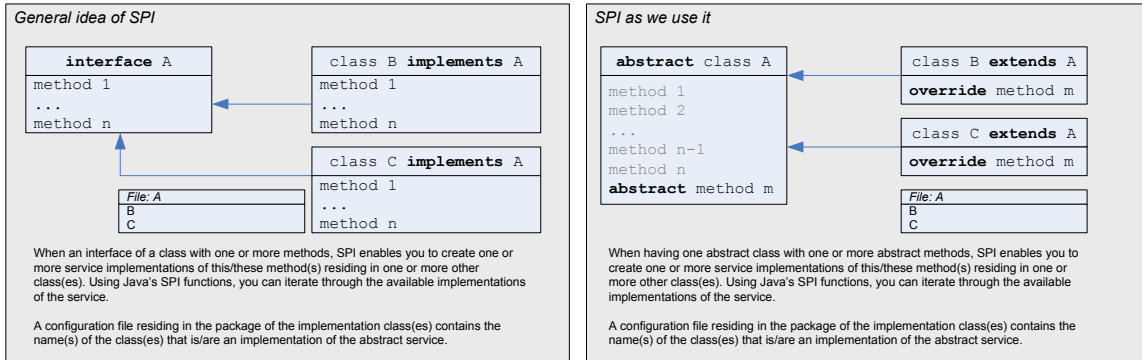 General idea of SPI
interface A
method 1
...
method n
class B implements A
method 1
...
method n
class C implements A
method 1
...
method n
File: A
B
C
When an interface of a class with one or more methods, SPI enables you to create one or
more service implementations of this/these method(s) residing in one or more other
class(es). Using Java's SPI functions, you can iterate through the available implementations
of the service.
A configuration file residing in the package of the implementation class(es) contains the
name(s) of the class(es) that is/are an implementation of the abstract service.
SPI as we use it
abstract class A
method 1
method 2
...
method n-1
method n
abstract method m
class B extends A
override method m
class C extends A
override method m
File: A
B
C
When having one abstract class with one or more abstract methods, SPI enables you to
create one or more service implementations of this/these method(s) residing in one or
more other class(es). Using Java's SPI functions, you can iterate through the available
implementations of the service.
A configuration file residing in the package of the implementation class(es) contains the
name(s) of the class(es) that is/are an implementation of the abstract service.